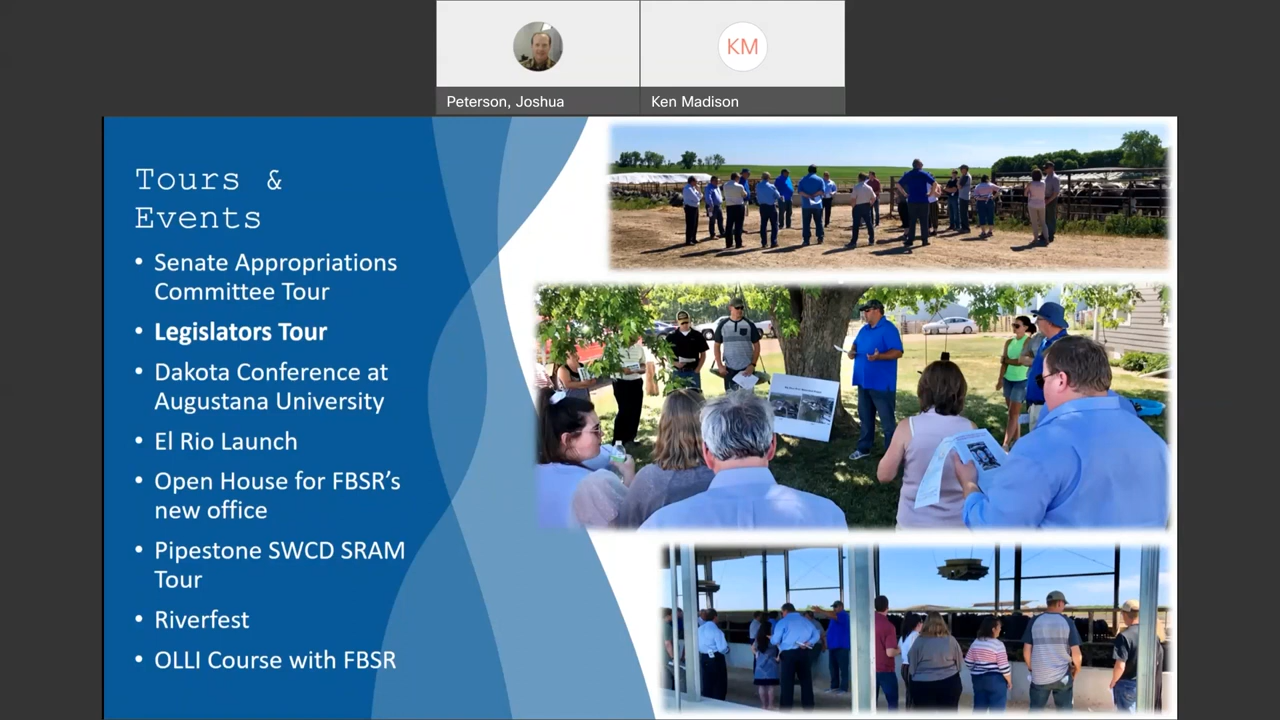 KM
Peterson, Joshua
Ken Madison
Tours &
Events
• Senate Appropriations
Committee Tour
• Legislators Tour
• Dakota Conference at
Augustana University
• El Rio Launch
• Open House for FBSR's
new office
• Pipestone SWCD SRAM
Tour
• Riverfest
• OLLI Course with FBSR